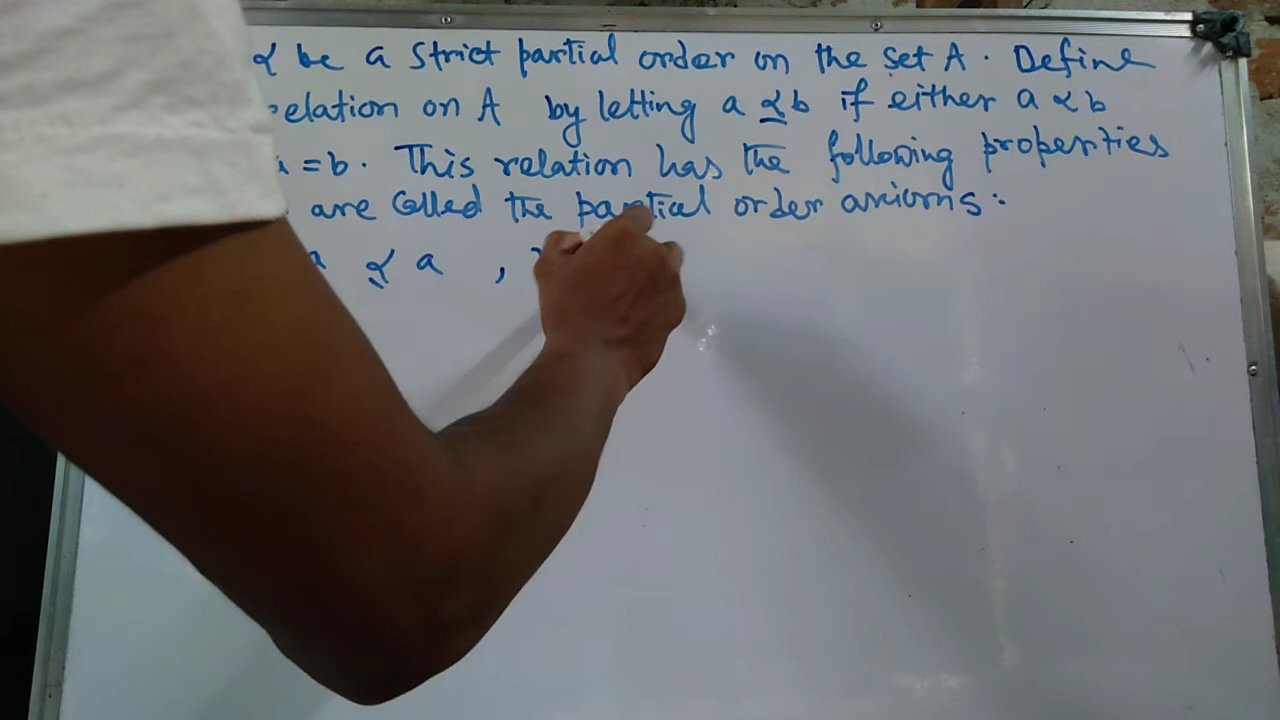 ≺ be a strict partial order on the set A. Define
relation on A by letting a ≼ b if either a ≺ b
a = b. This relation has the following properties
are called the partial order axioms:
a ≼ a ,